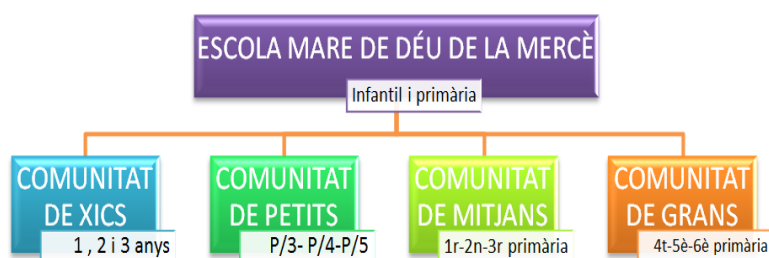 ESCOLA MARE DE DÉU DE LA MERCÈ
Infantil i primària
COMUNITAT
DE XICS
1 , 2 i 3 anys
COMUNITAT
DE PETITS
P/3- P/4-P/5
COMUNITAT
DE MITJANS
1r-2n-3r primària
COMUNITAT
DE GRANS
4t-5è-6è primària